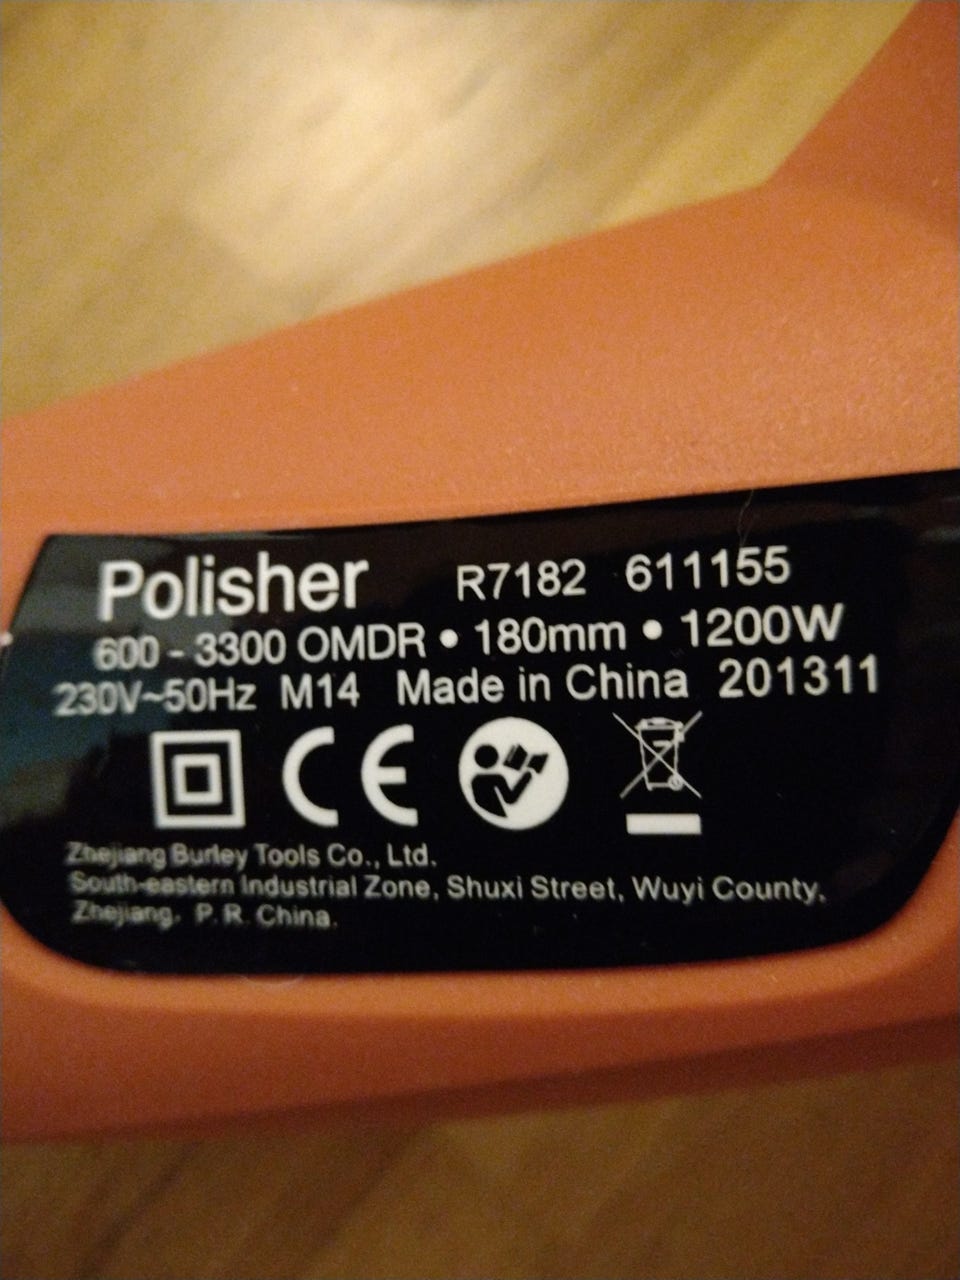 Polisher R7182 611155
600 - 3300 OMDR • 180mm • 1200W
230V~50Hz M14 Made in China 201311
CE
Zhejiang Burley Tools Co., Ltd.
South-eastern Industrial Zone, Shuxi Street, Wuyi County,
Zhejiang, P. R. China.